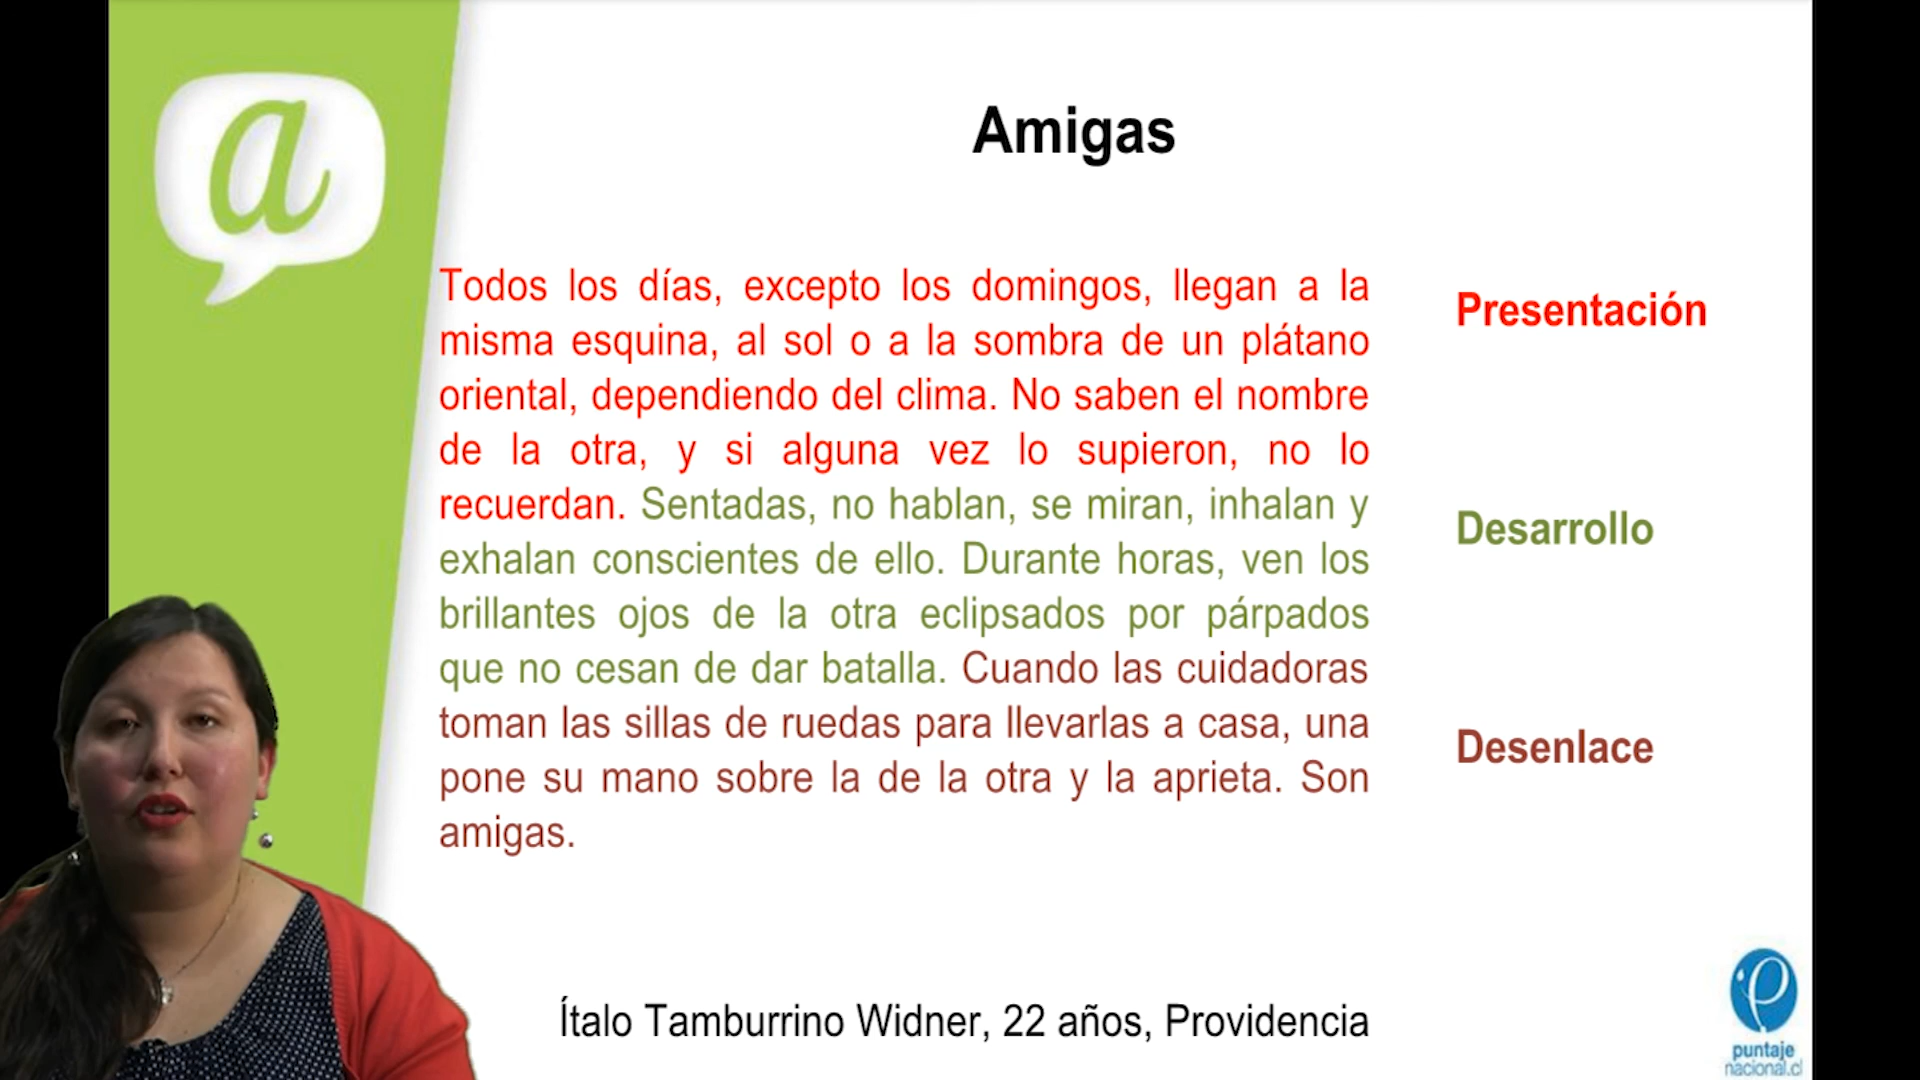 a
Amigas
Todos los días, excepto los domingos, llegan a la
misma esquina, al sol o a la sombra de un plátano
oriental, dependiendo del clima. No saben el nombre
de la otra, y si alguna vez lo supieron, no lo
recuerdan. Sentadas, no hablan, se miran, inhalan y
exhalan conscientes de ello. Durante horas, ven los
brillantes ojos de la otra eclipsados por párpados
que no cesan de dar batalla. Cuando las cuidadoras
toman las sillas de ruedas para llevarlas a casa, una
pone su mano sobre la de la otra y la aprieta. Son
amigas.
Presentación
Desarrollo
Desenlace
Ítalo Tamburrino Widner, 22 años, Providencia
puntaje
nacional.cl